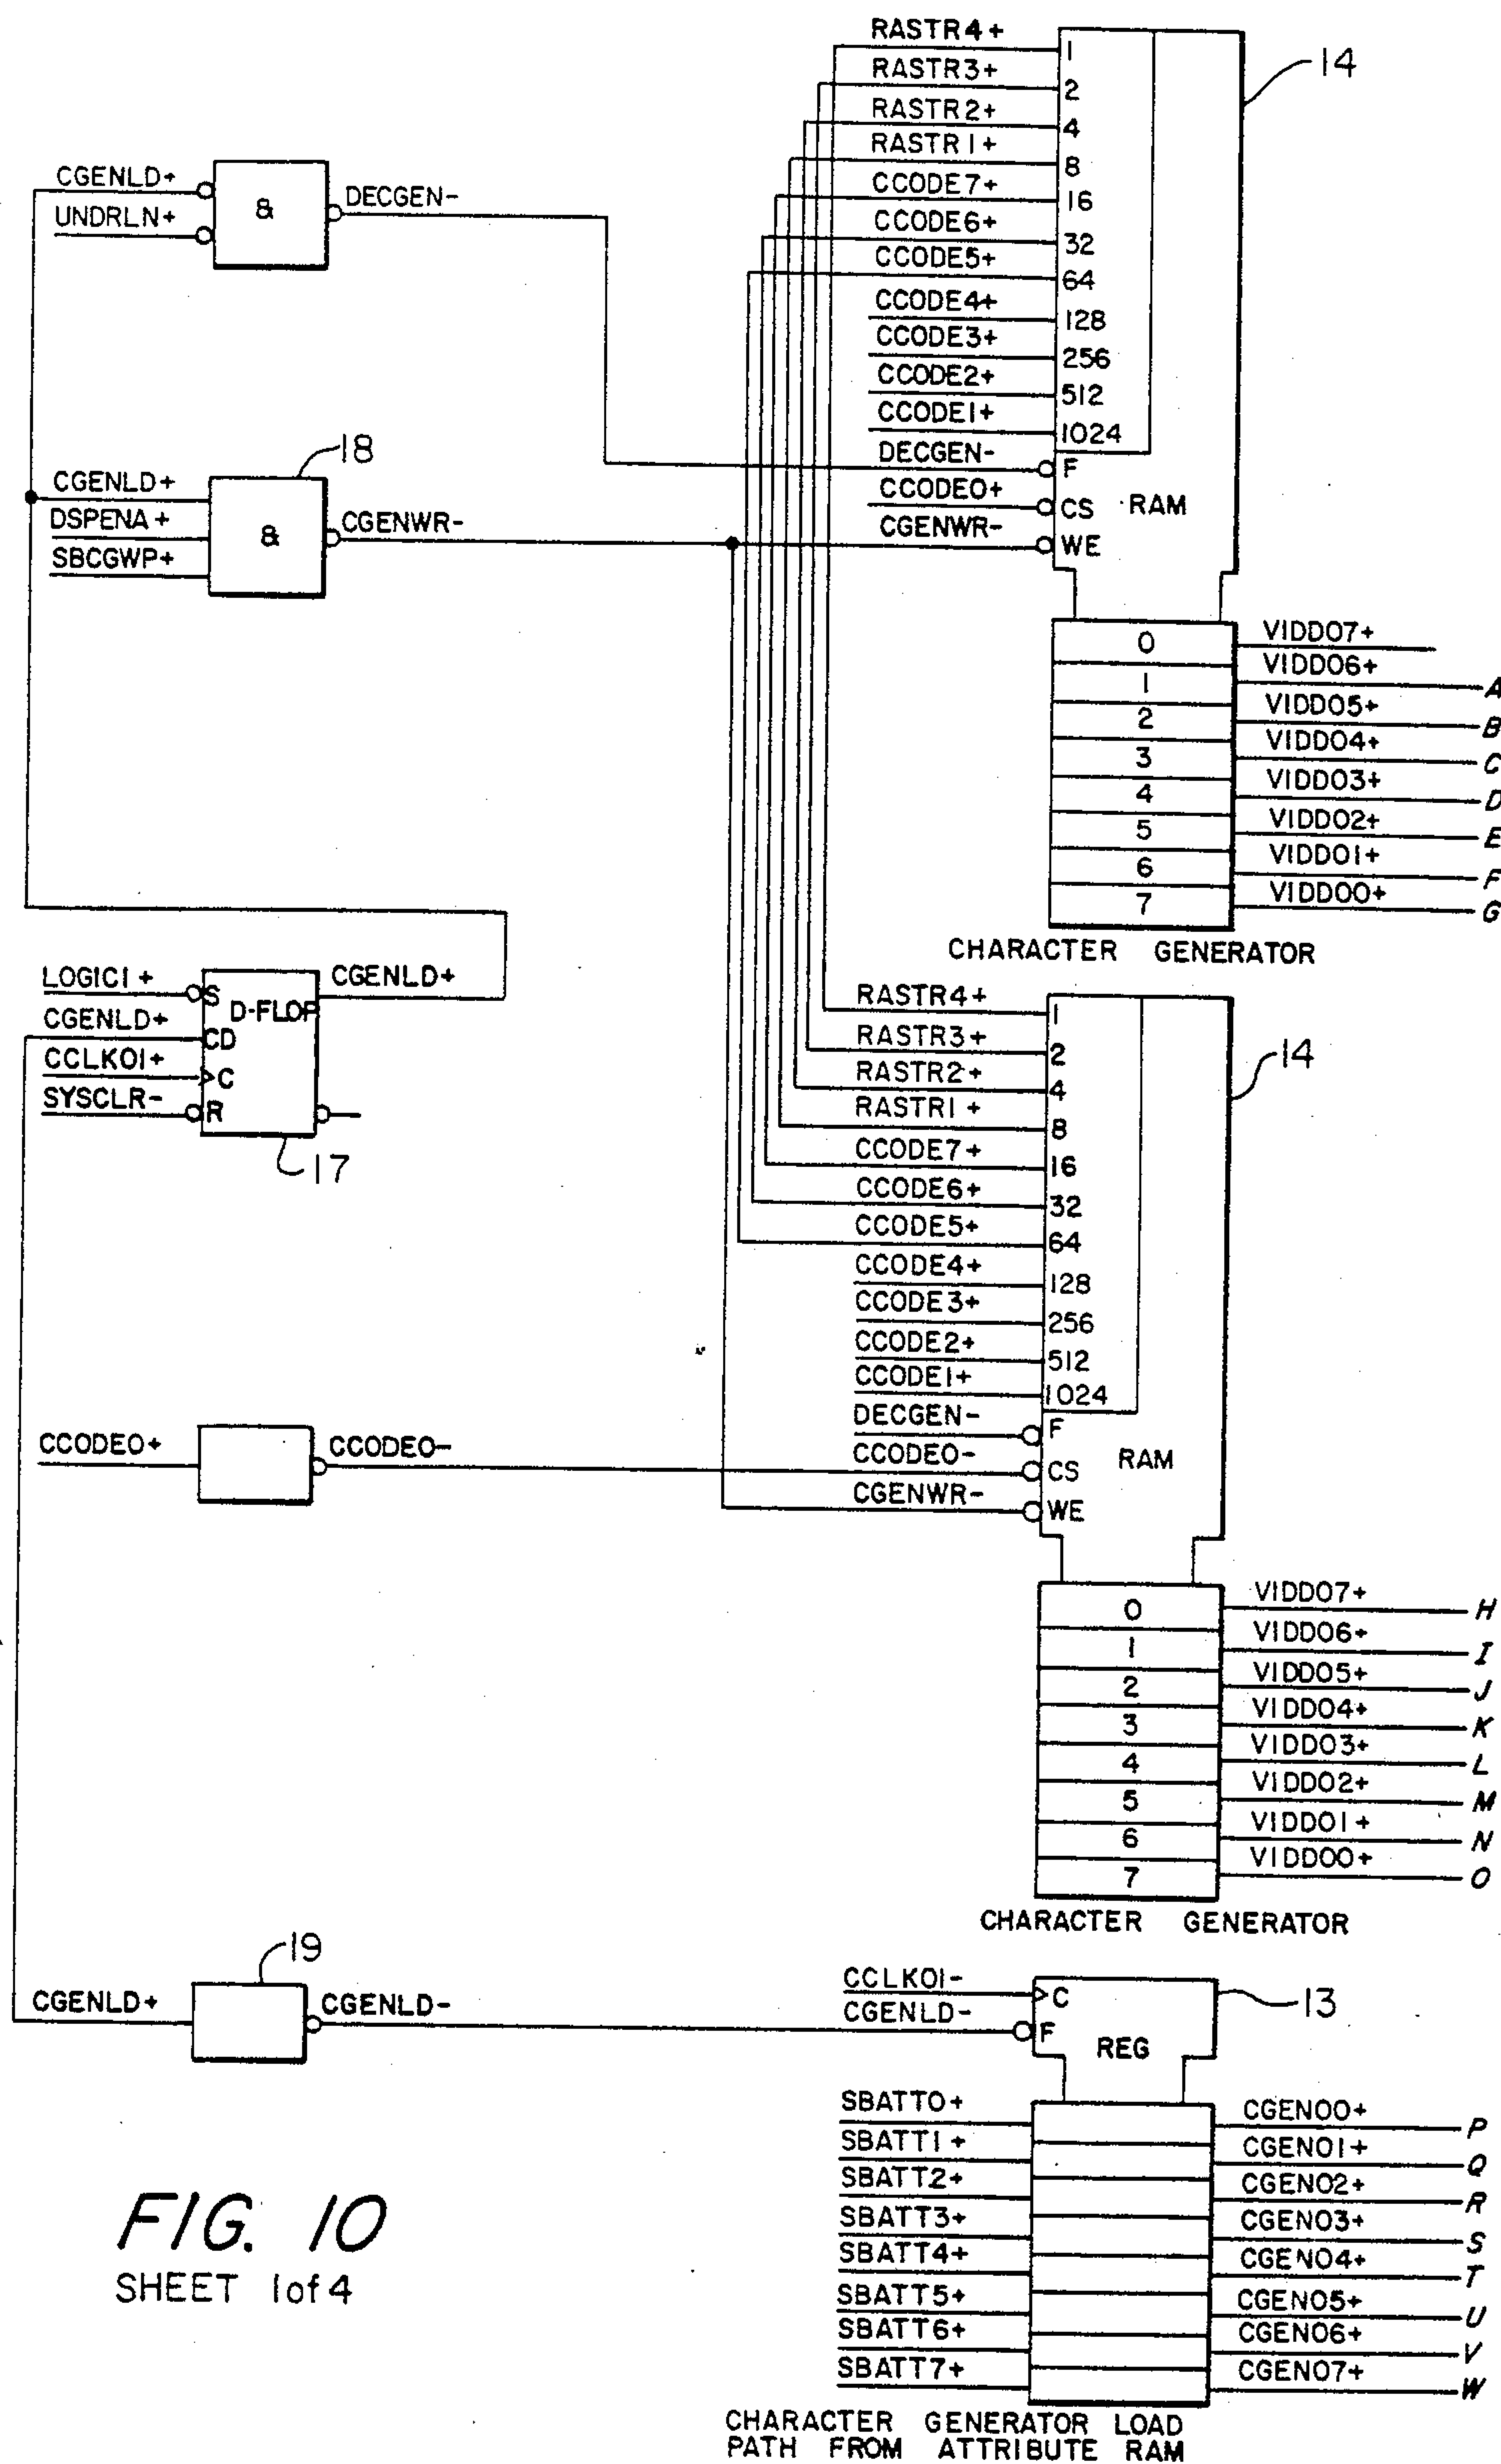 CGENLD+
UNDRLN+
&
DECGEN-
18
CGENLD+
DSPENA+
SBCGWP+
&
CGENWR-
RASTR4+
1
RASTR3+
2
RASTR2+
4
RASTR1+
8
CCODE7+
16
CCODE6+
32
CCODE5+
64
CCODE4+
128
CCODE3+
256
CCODE2+
512
CCODE1+
1024
DECGEN-
F
CCODE0+
CS
RAM
CGENWR-
WE
14
0
VIDD07+
1
VIDD06+
A
2
VIDD05+
B
3
VIDD04+
C
4
VIDD03+
D
5
VIDD02+
E
6
VIDD01+
F
7
VIDD00+
G
CHARACTER GENERATOR
LOGIC1+
S
D-FLOP
CGENLD+
CGENLD+
CD
CCLK01+
C
SYSCLR-
R
17
RASTR4+
1
RASTR3+
2
RASTR2+
4
RASTR1+
8
CCODE7+
16
CCODE6+
32
CCODE5+
64
CCODE4+
128
CCODE3+
256
CCODE2+
512
CCODE1+
1024
DECGEN-
F
CCODE0+
CCODE0-
CCODE0-
CS
RAM
CGENWR-
WE
14
0
VIDD07+
H
1
VIDD06+
I
2
VIDD05+
J
3
VIDD04+
K
4
VIDD03+
L
5
VIDD02+
M
6
VIDD01+
N
7
VIDD00+
O
CHARACTER GENERATOR
19
CGENLD+
CGENLD-
CCLK01-
C
CGENLD-
F
REG
13
SBATT0+
CGEN00+
P
SBATT1+
CGEN01+
Q
SBATT2+
CGEN02+
R
SBATT3+
CGEN03+
S
SBATT4+
CGEN04+
T
SBATT5+
CGEN05+
U
SBATT6+
CGEN06+
V
SBATT7+
CGEN07+
W
CHARACTER GENERATOR LOAD
PATH FROM ATTRIBUTE RAM
FIG. 10
SHEET 1of 4